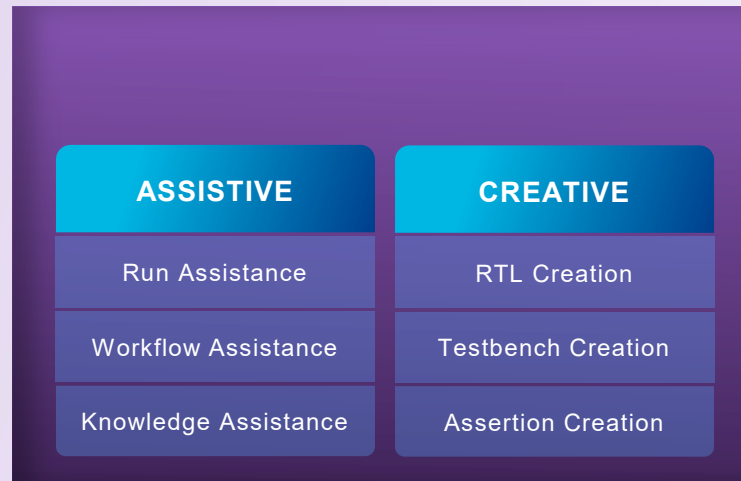 ASSISTIVE
Run Assistance
Workflow Assistance
Knowledge Assistance
CREATIVE
RTL Creation
Testbench Creation
Assertion Creation